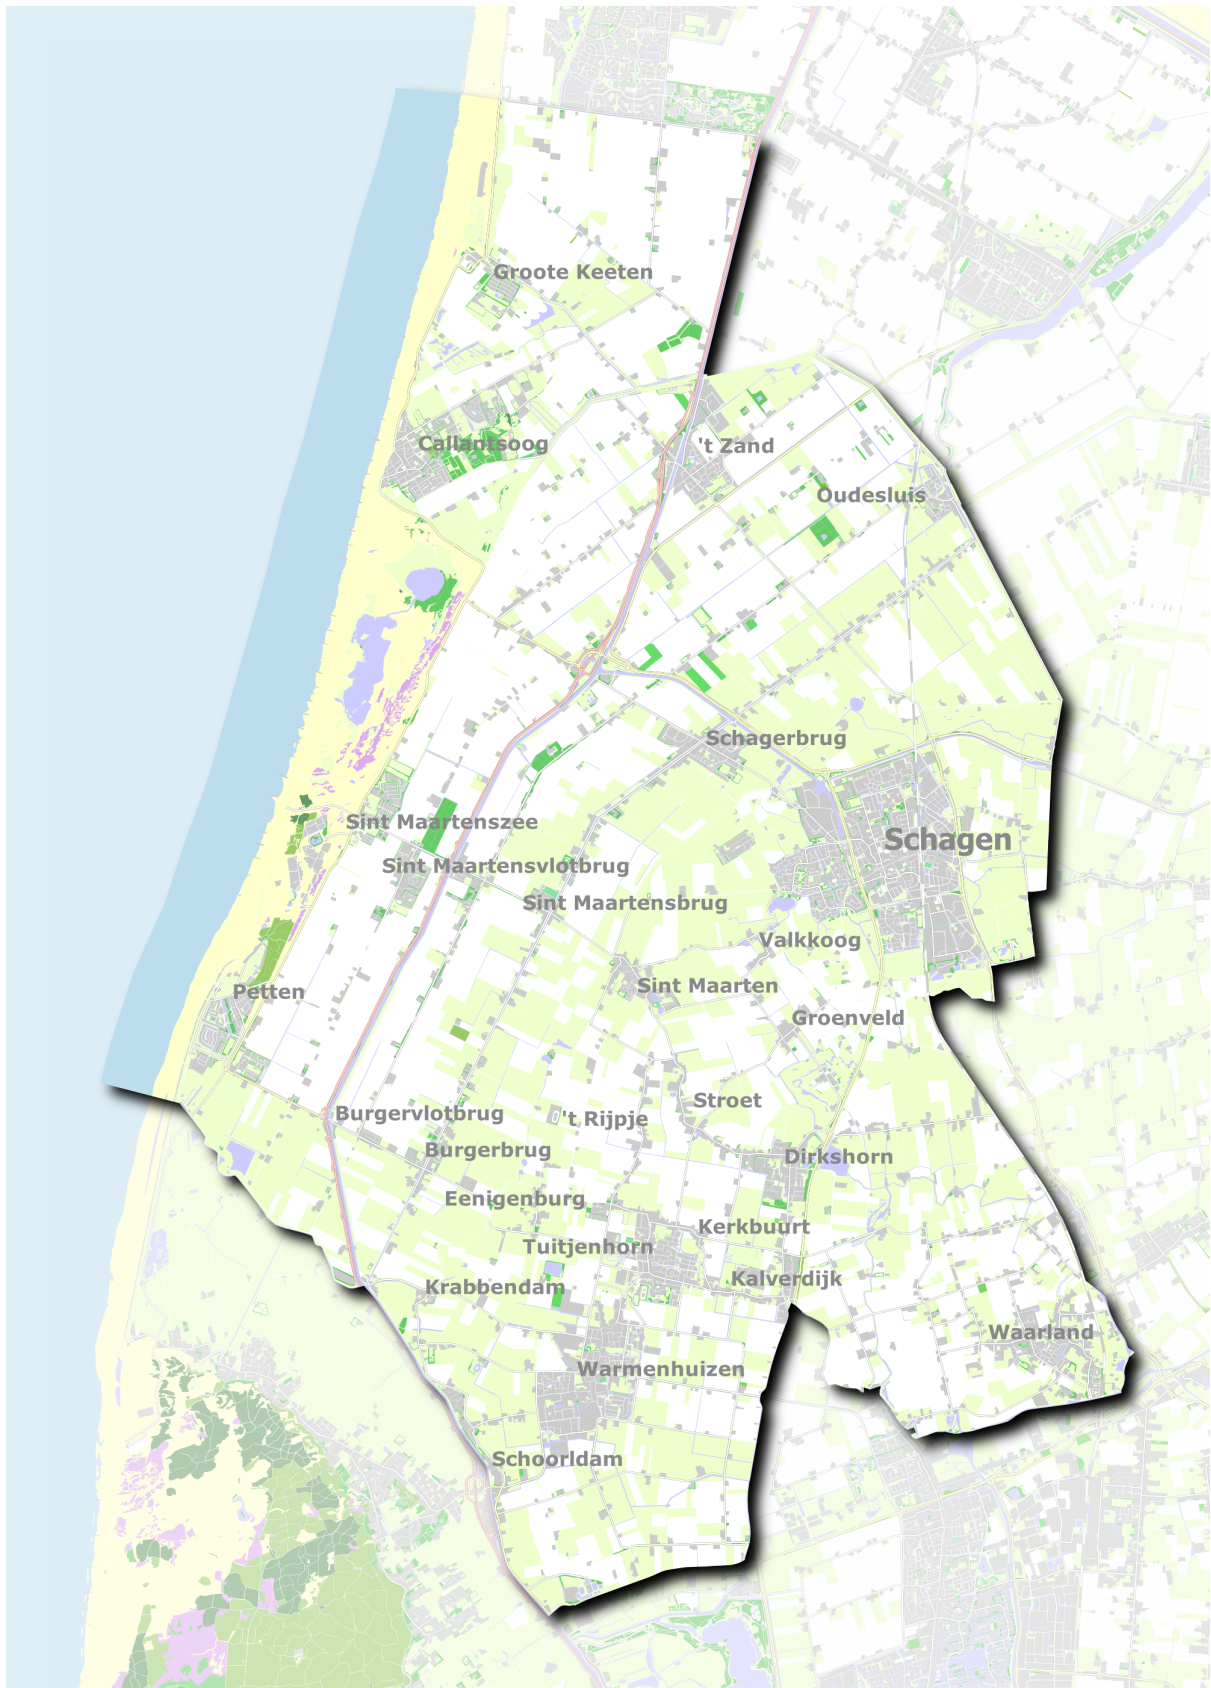 Groote Keeten
Callantsoog
't Zand
Oudesluis
Schagerbrug
Sint Maartenszee
Schagen
Sint Maartensvlotbrug
Sint Maartensbrug
Valkkoog
Sint Maarten
Petten
Groenveld
Stroet
Burgervlotbrug
't Rijpje
Burgerbrug
Dirkshorn
Eenigenburg
Kerkbuurt
Tuitjenhorn
Kalverdijk
Krabbendam
Waarland
Warmenhuizen
Schoorldam